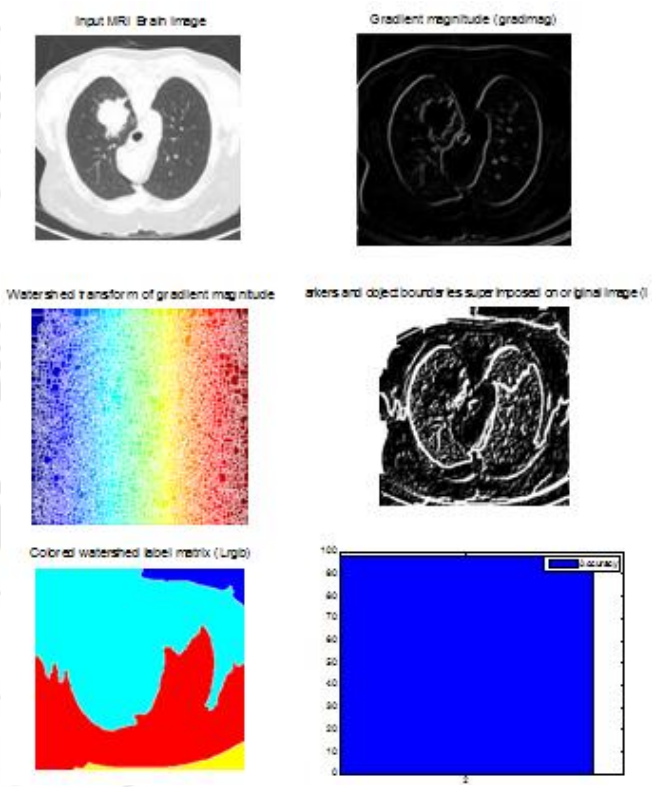 Input MRI Brain Image
Gradient magnitude (gradmag)
Watershed transform of gradient magnitude
arkers and object boundaries superimposed on original image (I
Colored watershed label matrix (Lrgb)
100
90
80
70
60
50
40
30
20
10
0
Accuracy
2